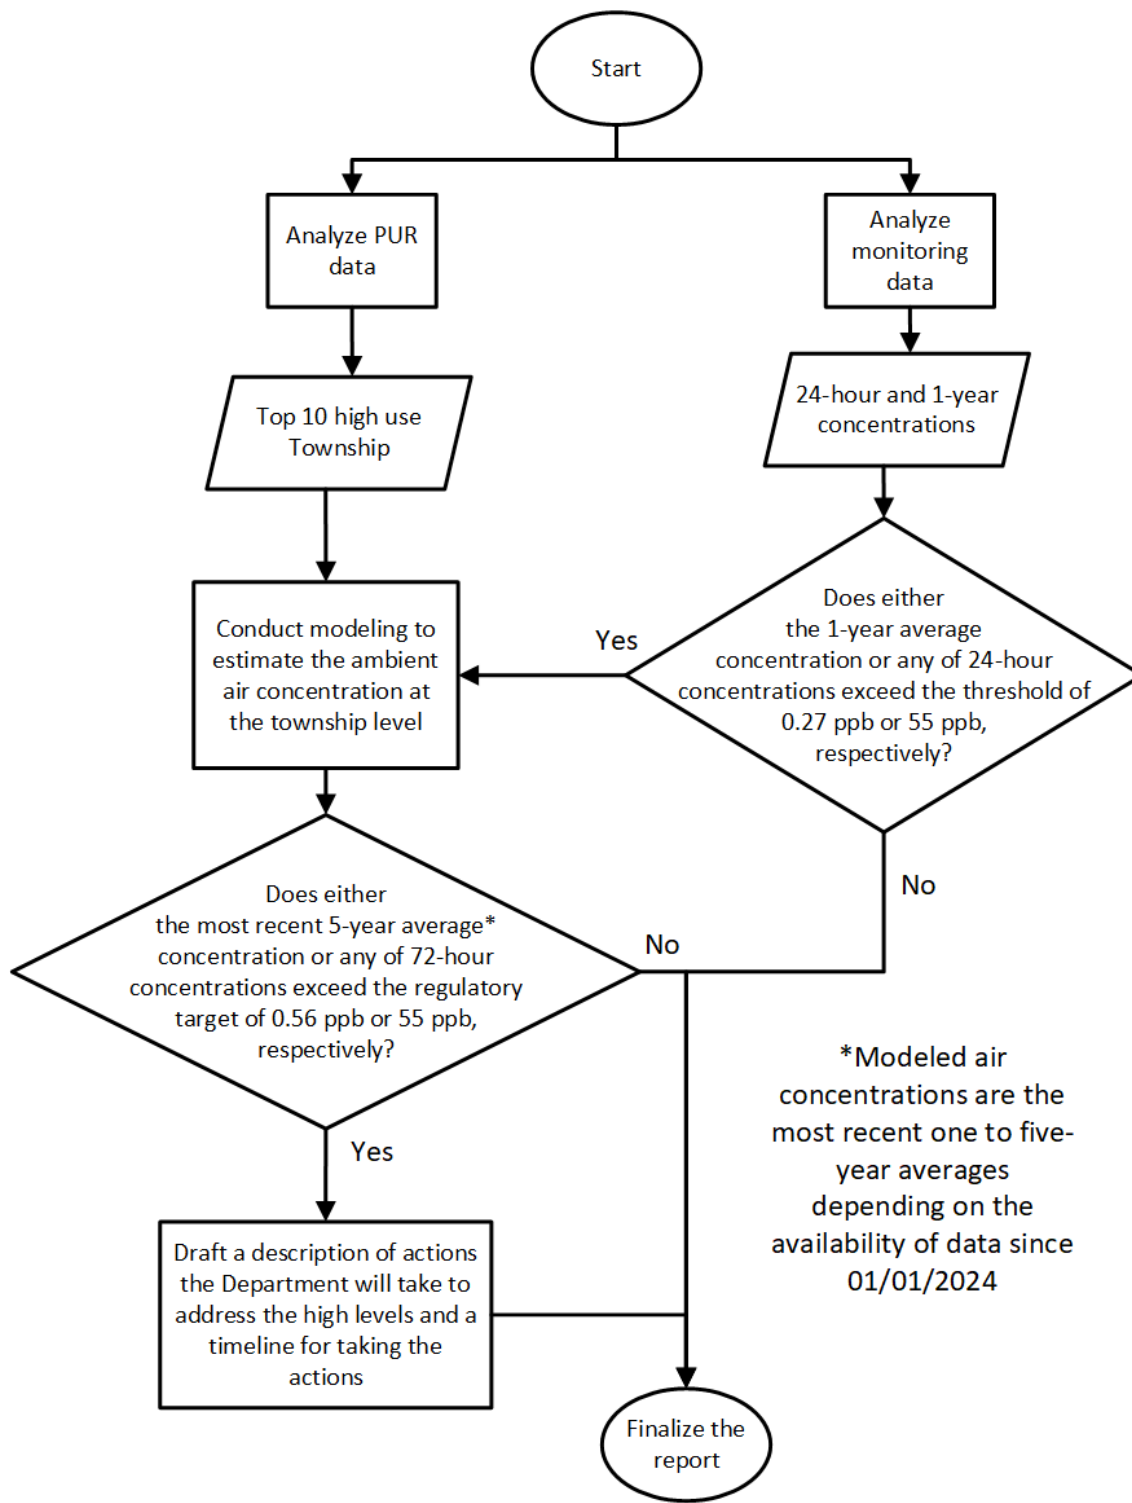 Start
Analyze PUR
data
Analyze
monitoring
data
Top 10 high use
Township
24-hour and 1-year
concentrations
Conduct modeling to
estimate the ambient
air concentration at
the township level
Yes
Does either
the 1-year average
concentration or any of 24-hour
concentrations exceed the threshold of
0.27 ppb or 55 ppb,
respectively?
No
Does either
the most recent 5-year average*
concentration or any of 72-hour
concentrations exceed the regulatory
target of 0.56 ppb or 55 ppb,
respectively?
No
Yes
*Modeled air
concentrations are the
most recent one to five-
year averages
depending on the
availability of data since
01/01/2024
Draft a description of actions
the Department will take to
address the high levels and a
timeline for taking the
actions
Finalize the
report